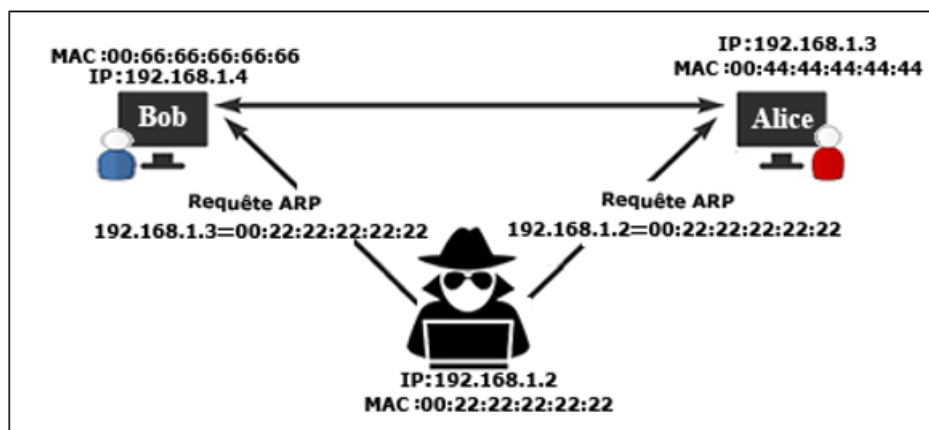 MAC :00:66:66:66:66:66
IP:192.168.1.4
Bob
IP:192.168.1.3
MAC :00:44:44:44:44:44
Alice
Requête ARP
192.168.1.3=00:22:22:22:22:22
Requête ARP
192.168.1.2=00:22:22:22:22:22
IP:192.168.1.2
MAC :00:22:22:22:22:22